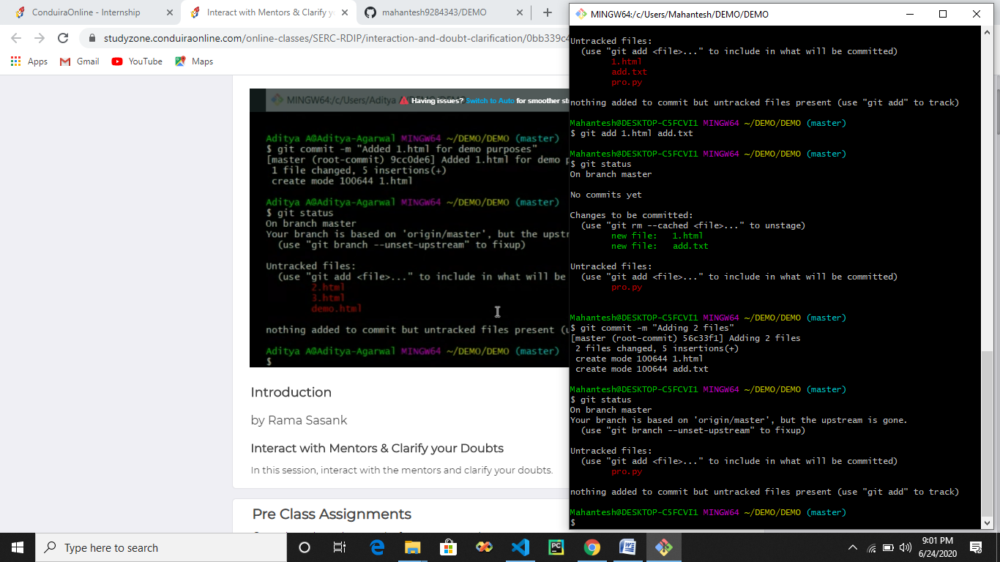 ConduiraOnline - Internship
Interact with Mentors & Clarify y
mahantesh9284343/DEMO
studyzone.conduiraonline.com/online-classes/SERC-RDIP/interaction-and-doubt-clarification/0bb339c4
Apps
Gmail
YouTube
Maps
MINGW64:/c/Users/Aditya A
Having issues? Switch to Auto for smoother st
Aditya A@Aditya-Agarwal MINGW64 ~/DEMO/DEMO (master)
$ git commit -m "Added 1.html for demo purposes"
[master (root-commit) 9cc0de6] Added 1.html for demo p
1 file changed, 5 insertions(+)
create mode 100644 1.html
Aditya A@Aditya-Agarwal MINGW64 ~/DEMO/DEMO (master)
$ git status
On branch master
Your branch is based on 'origin/master', but the upstr
(use "git branch --unset-upstream" to fixup)
Untracked files:
(use "git add <file>..." to include in what will be
2.html
3.html
demo.html
nothing added to commit but untracked files present (u
Aditya A@Aditya-Agarwal MINGW64 ~/DEMO/DEMO (master)
$
Introduction
by Rama Sasank
Interact with Mentors & Clarify your Doubts
In this session, interact with the mentors and clarify your doubts.
Pre Class Assignments
MINGW64:/c/Users/Mahantesh/DEMO/DEMO
Untracked files:
(use "git add <file>..." to include in what will be committed)
1.html
add.txt
pro.py
nothing added to commit but untracked files present (use "git add" to track)
Mahantesh@DESKTOP-C5FCVI1 MINGW64 ~/DEMO/DEMO (master)
$ git add 1.html add.txt
Mahantesh@DESKTOP-C5FCVI1 MINGW64 ~/DEMO/DEMO (master)
$ git status
On branch master
No commits yet
Changes to be committed:
(use "git rm --cached <file>..." to unstage)
new file:   1.html
new file:   add.txt
Untracked files:
(use "git add <file>..." to include in what will be committed)
pro.py
Mahantesh@DESKTOP-C5FCVI1 MINGW64 ~/DEMO/DEMO (master)
$ git commit -m "Adding 2 files"
[master (root-commit) 56c33f1] Adding 2 files
2 files changed, 5 insertions(+)
create mode 100644 1.html
create mode 100644 add.txt
Mahantesh@DESKTOP-C5FCVI1 MINGW64 ~/DEMO/DEMO (master)
$ git status
On branch master
Your branch is based on 'origin/master', but the upstream is gone.
(use "git branch --unset-upstream" to fixup)
Untracked files:
(use "git add <file>..." to include in what will be committed)
pro.py
nothing added to commit but untracked files present (use "git add" to track)
Mahantesh@DESKTOP-C5FCVI1 MINGW64 ~/DEMO/DEMO (master)
$
Type here to search
9:01 PM
6/24/2020